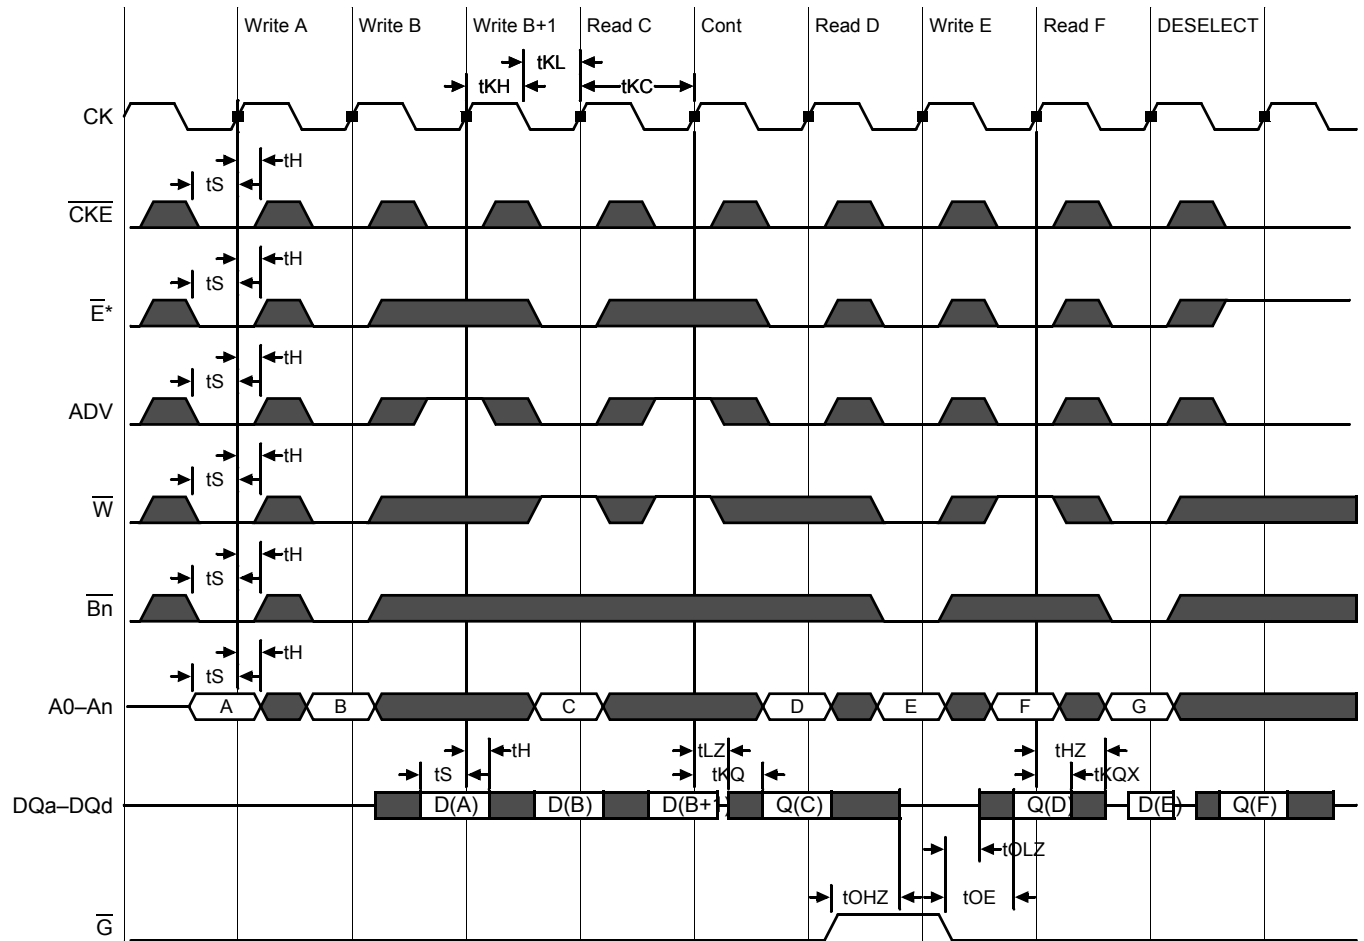 Write A Write B Write B+1 Read C Cont Read D Write E Read F DESELECT
tKL
tKH tKC
CK
tH
tS
CKE
tH
tS
E*
tH
tS
ADV
tH
tS
W
tH
tS
Bn
tH
tS
A0–An A B C D E F G
tH tLZ tHZ
tS tKQ tKQX
DQa–DQd D(A) D(B) D(B+1) Q(C) Q(D) D(E) Q(F)
tOLZ
tOHZ tOE
G